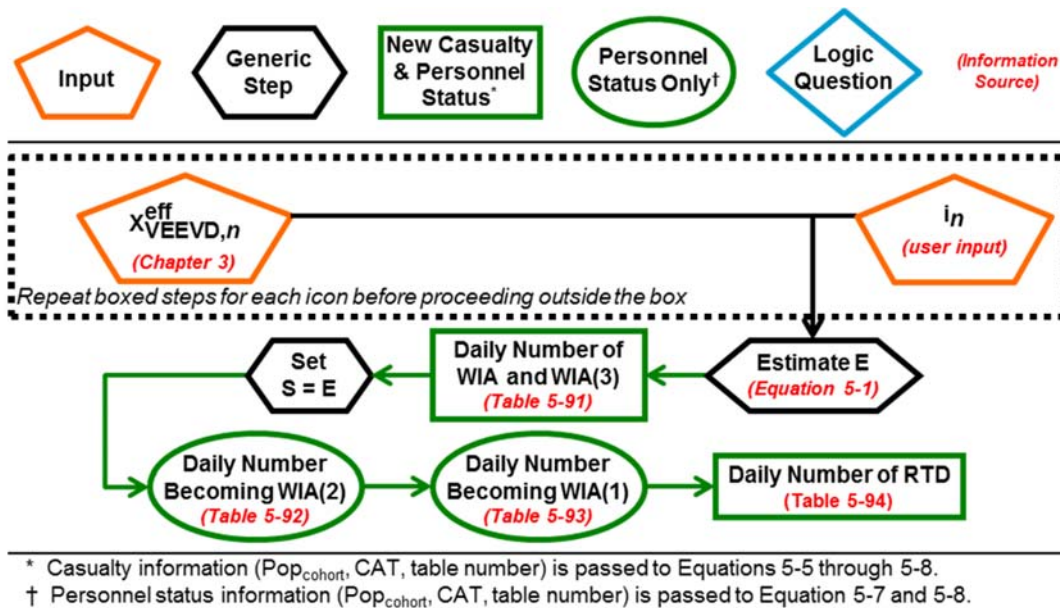 Input
Generic
Step
New Casualty
& Personnel
Status*
Personnel
Status Only†
Logic
Question
(Information
Source)
X^eff_VEEVD,n
(Chapter 3)
i_n
(user input)
Repeat boxed steps for each icon before proceeding outside the box
Set
S = E
Daily Number of
WIA and WIA(3)
(Table 5-91)
Estimate E
(Equation 5-1)
Daily Number
Becoming WIA(2)
(Table 5-92)
Daily Number
Becoming WIA(1)
(Table 5-93)
Daily Number of RTD
(Table 5-94)
* Casualty information (Pop_cohort, CAT, table number) is passed to Equations 5-5 through 5-8.
† Personnel status information (Pop_cohort, CAT, table number) is passed to Equation 5-7 and 5-8.